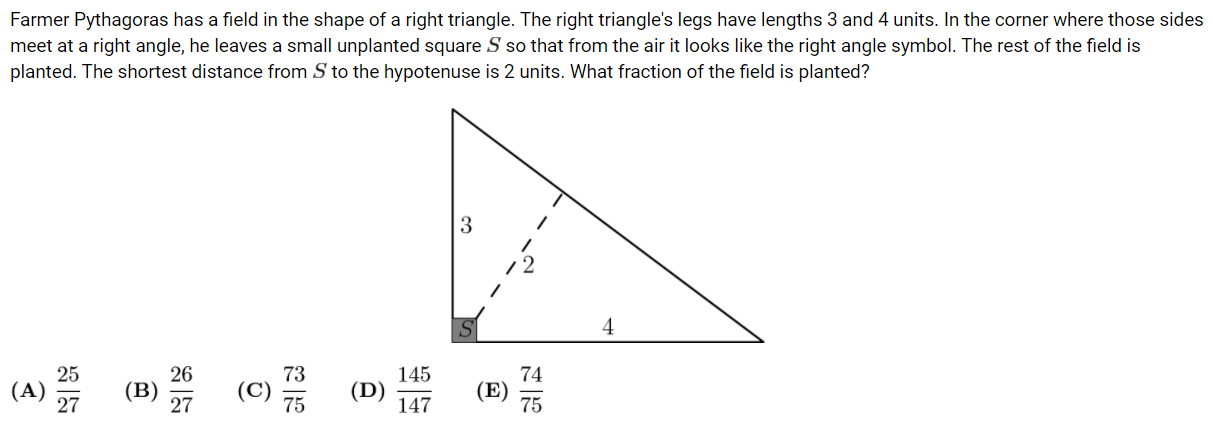 Farmer Pythagoras has a field in the shape of a right triangle. The right triangle's legs have lengths 3 and 4 units. In the corner where those sides
meet at a right angle, he leaves a small unplanted square S so that from the air it looks like the right angle symbol. The rest of the field is
planted. The shortest distance from S to the hypotenuse is 2 units. What fraction of the field is planted?
3
2
S
4
(A) 25/27 (B) 26/27 (C) 73/75 (D) 145/147 (E) 74/75